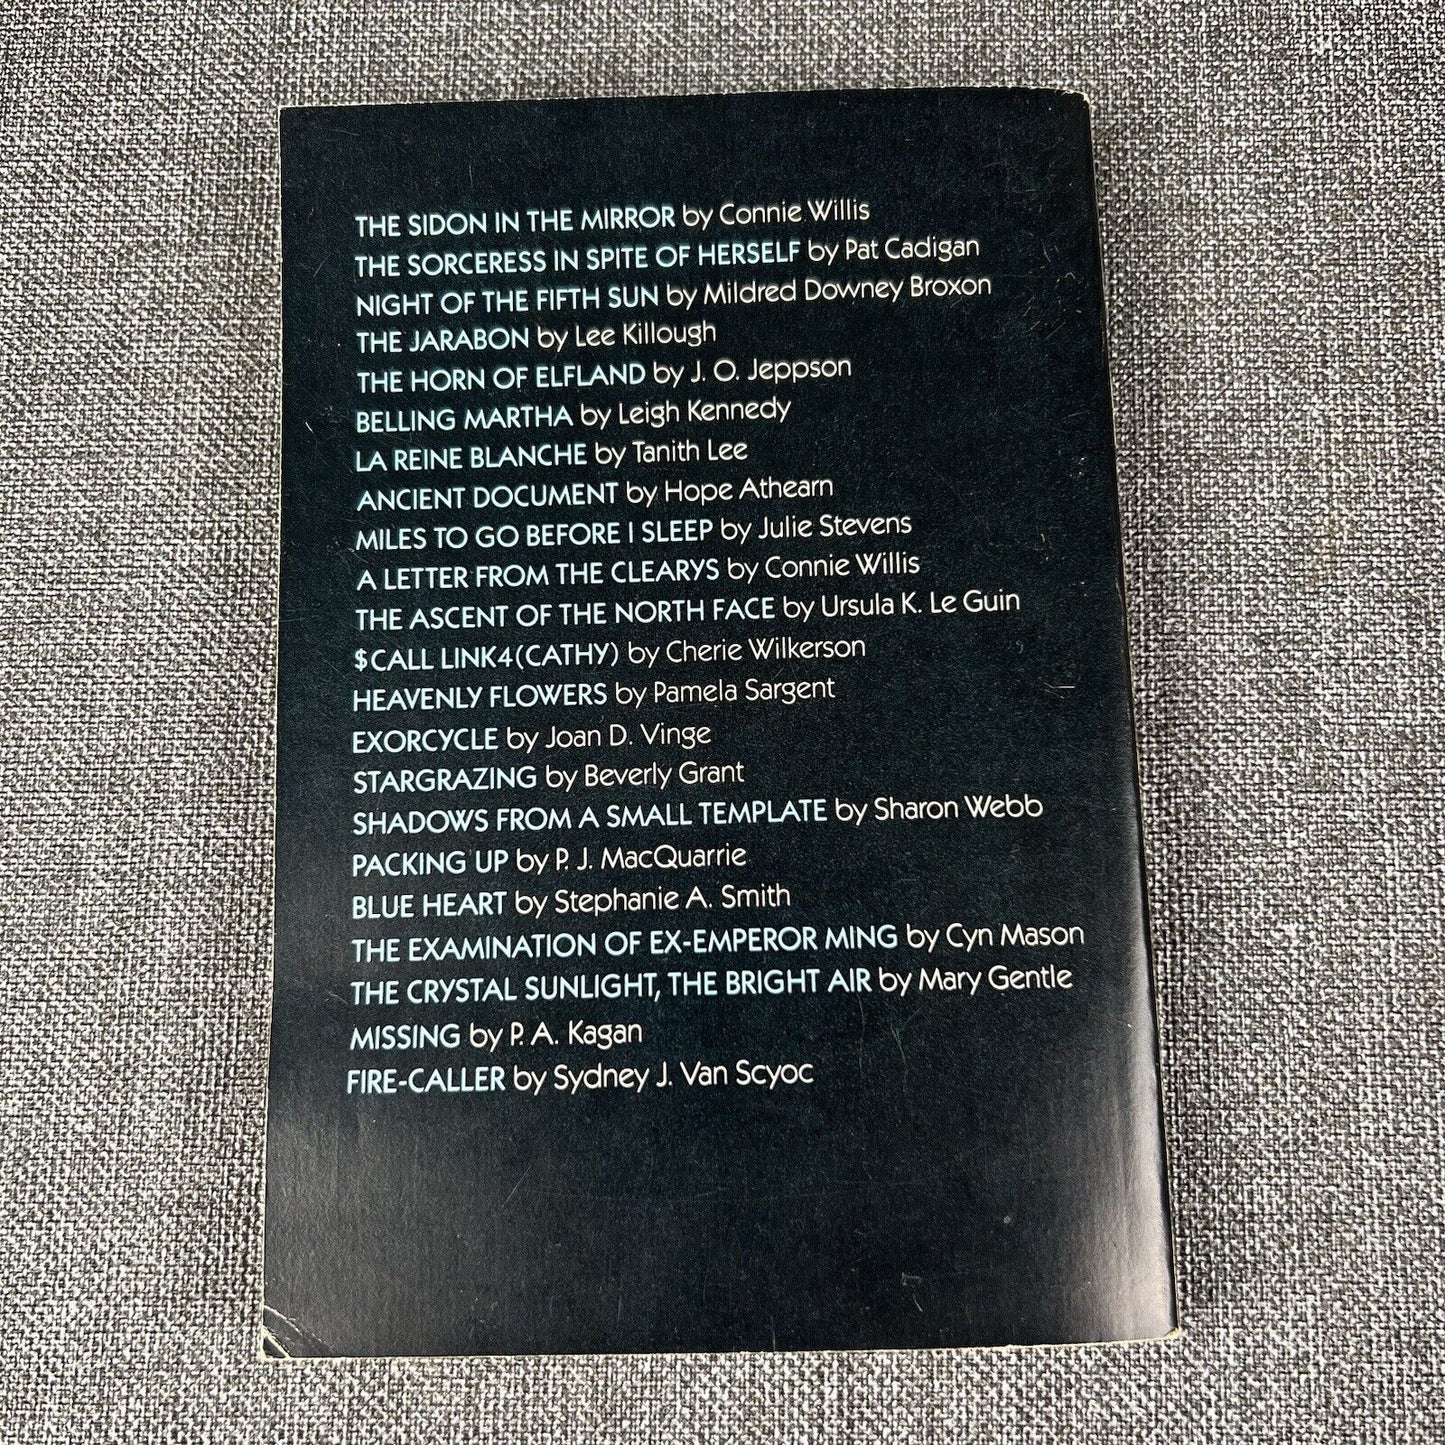 THE SIDON IN THE MIRROR by Connie Willis
THE SORCERESS IN SPITE OF HERSELF by Pat Cadigan
NIGHT OF THE FIFTH SUN by Mildred Downey Broxon
THE JARABON by Lee Killough
THE HORN OF ELFLAND by J. O. Jeppson
BELLING MARTHA by Leigh Kennedy
LA REINE BLANCHE by Tanith Lee
ANCIENT DOCUMENT by Hope Athearn
MILES TO GO BEFORE I SLEEP by Julie Stevens
A LETTER FROM THE CLEARYS by Connie Willis
THE ASCENT OF THE NORTH FACE by Ursula K. Le Guin
$CALL LINK4(CATHY) by Cherie Wilkerson
HEAVENLY FLOWERS by Pamela Sargent
EXORCYCLE by Joan D. Vinge
STARGRAZING by Beverly Grant
SHADOWS FROM A SMALL TEMPLATE by Sharon Webb
PACKING UP by P. J. MacQuarrie
BLUE HEART by Stephanie A. Smith
THE EXAMINATION OF EX-EMPEROR MING by Cyn Mason
THE CRYSTAL SUNLIGHT, THE BRIGHT AIR by Mary Gentle
MISSING by P. A. Kagan
FIRE-CALLER by Sydney J. Van Scyoc